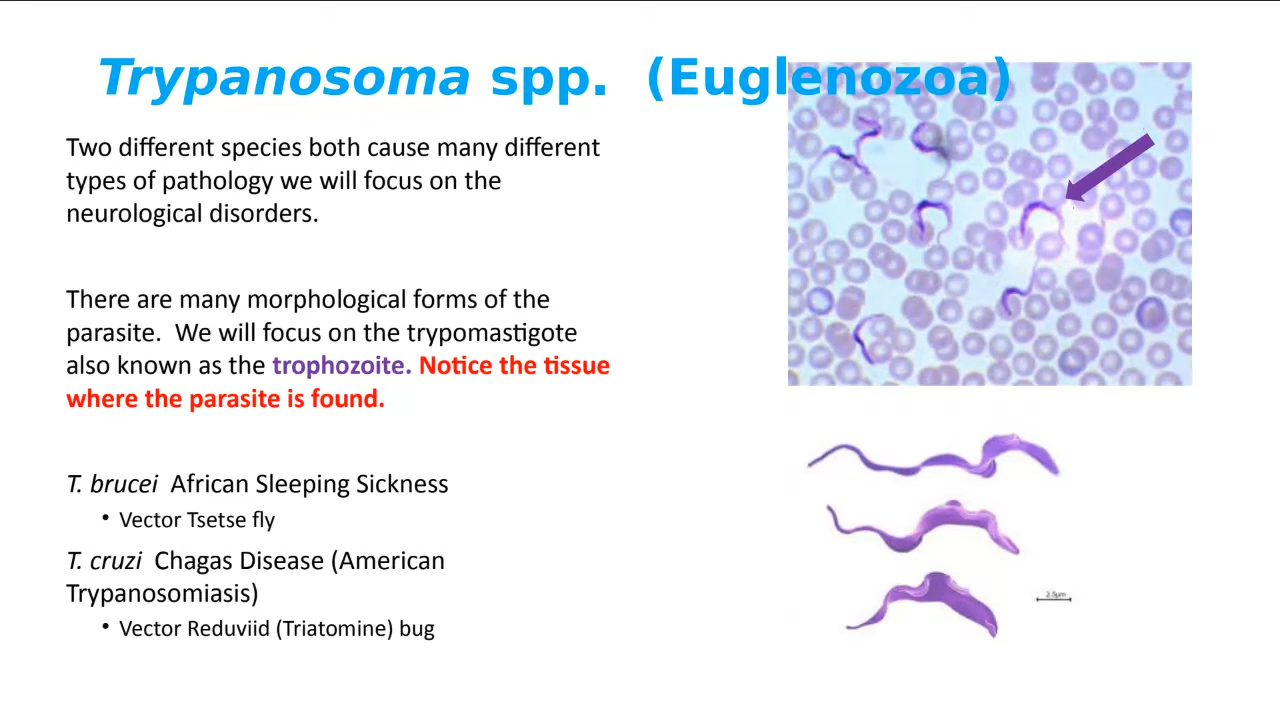 Trypanosoma spp.  (Euglenozoa)
Two different species both cause many different
types of pathology we will focus on the
neurological disorders.
There are many morphological forms of the
parasite.  We will focus on the trypomastigote
also known as the trophozoite. Notice the tissue
where the parasite is found.
T. brucei  African Sleeping Sickness
• Vector Tsetse fly
T. cruzi  Chagas Disease (American
Trypanosomiasis)
• Vector Reduviid (Triatomine) bug
2.5µm